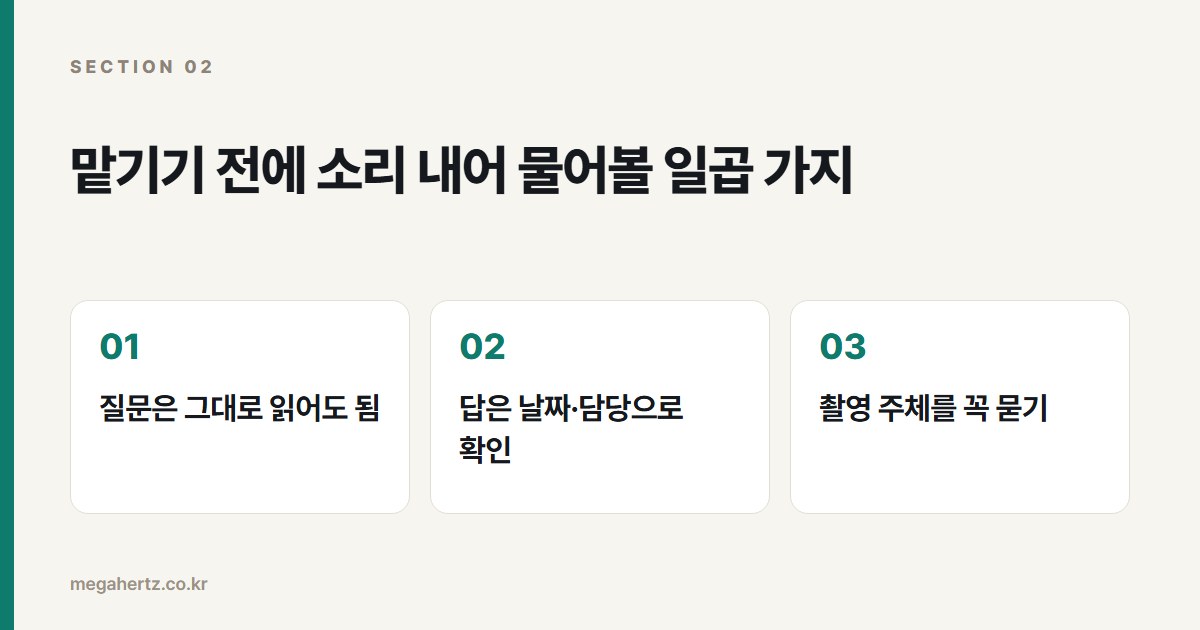 SECTION 02
맡기기 전에 소리 내어 물어볼 일곱 가지
01
질문은 그대로 읽어도 됨
02
답은 날짜·담당으로
확인
03
촬영 주체를 꼭 묻기
megahertz.co.kr